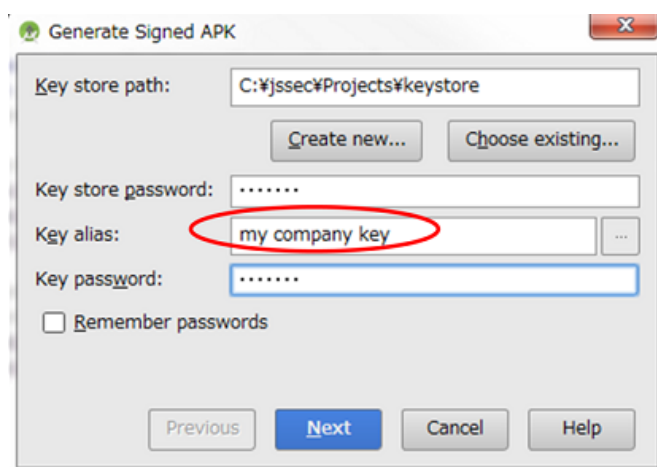 Generate Signed APK
Key store path: C:¥jssec¥Projects¥keystore
Create new... Choose existing...
Key store password: •••••••
Key alias: my company key ...
Key password: •••••••
Remember passwords
Previous Next Cancel Help